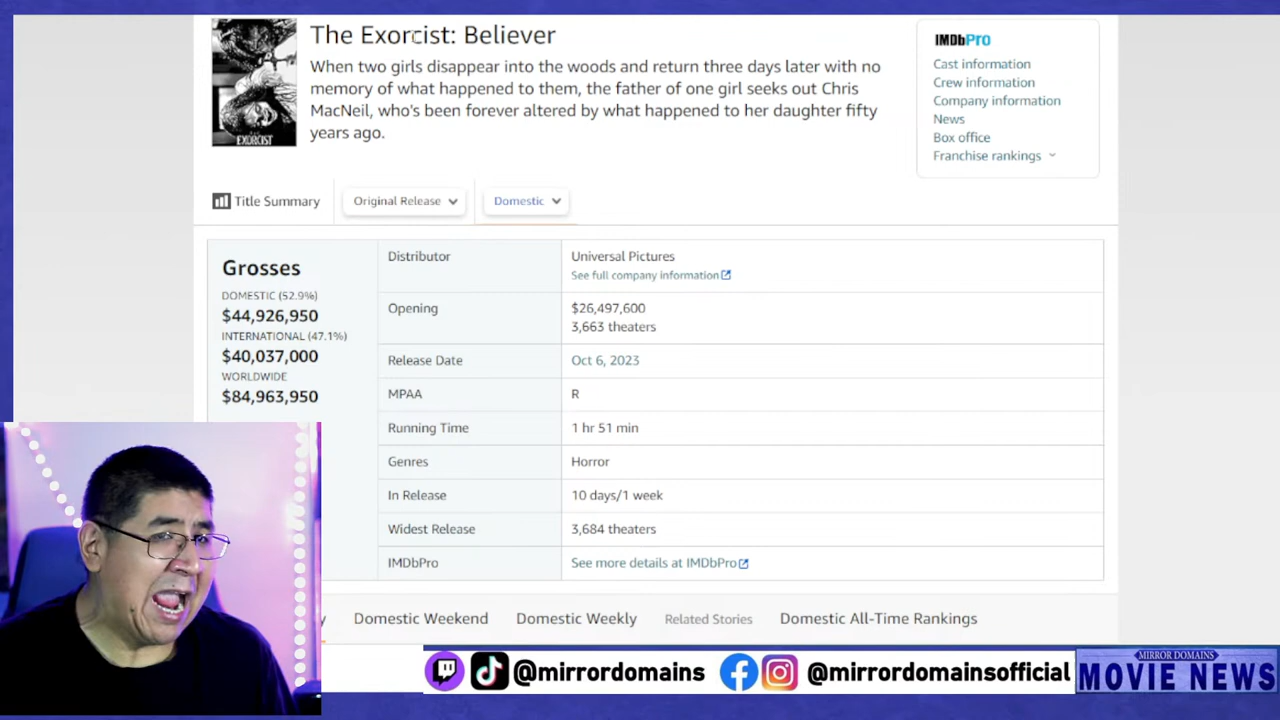 The Exorcist: Believer
When two girls disappear into the woods and return three days later with no
memory of what happened to them, the father of one girl seeks out Chris
MacNeil, who's been forever altered by what happened to her daughter fifty
years ago.
THE
EXORCIST
IMDbPro
Cast information
Crew information
Company information
News
Box office
Franchise rankings
Title Summary
Original Release
Domestic
Grosses
DOMESTIC (52.9%)
$44,926,950
INTERNATIONAL (47.1%)
$40,037,000
WORLDWIDE
$84,963,950
Distributor
Universal Pictures
See full company information
Opening
$26,497,600
3,663 theaters
Release Date
Oct 6, 2023
MPAA
R
Running Time
1 hr 51 min
Genres
Horror
In Release
10 days/1 week
Widest Release
3,684 theaters
IMDbPro
See more details at IMDbPro
y
Domestic Weekend
Domestic Weekly
Related Stories
Domestic All-Time Rankings
@mirrordomains
@mirrordomainsofficial
MIRROR DOMAINS
MOVIE NEWS